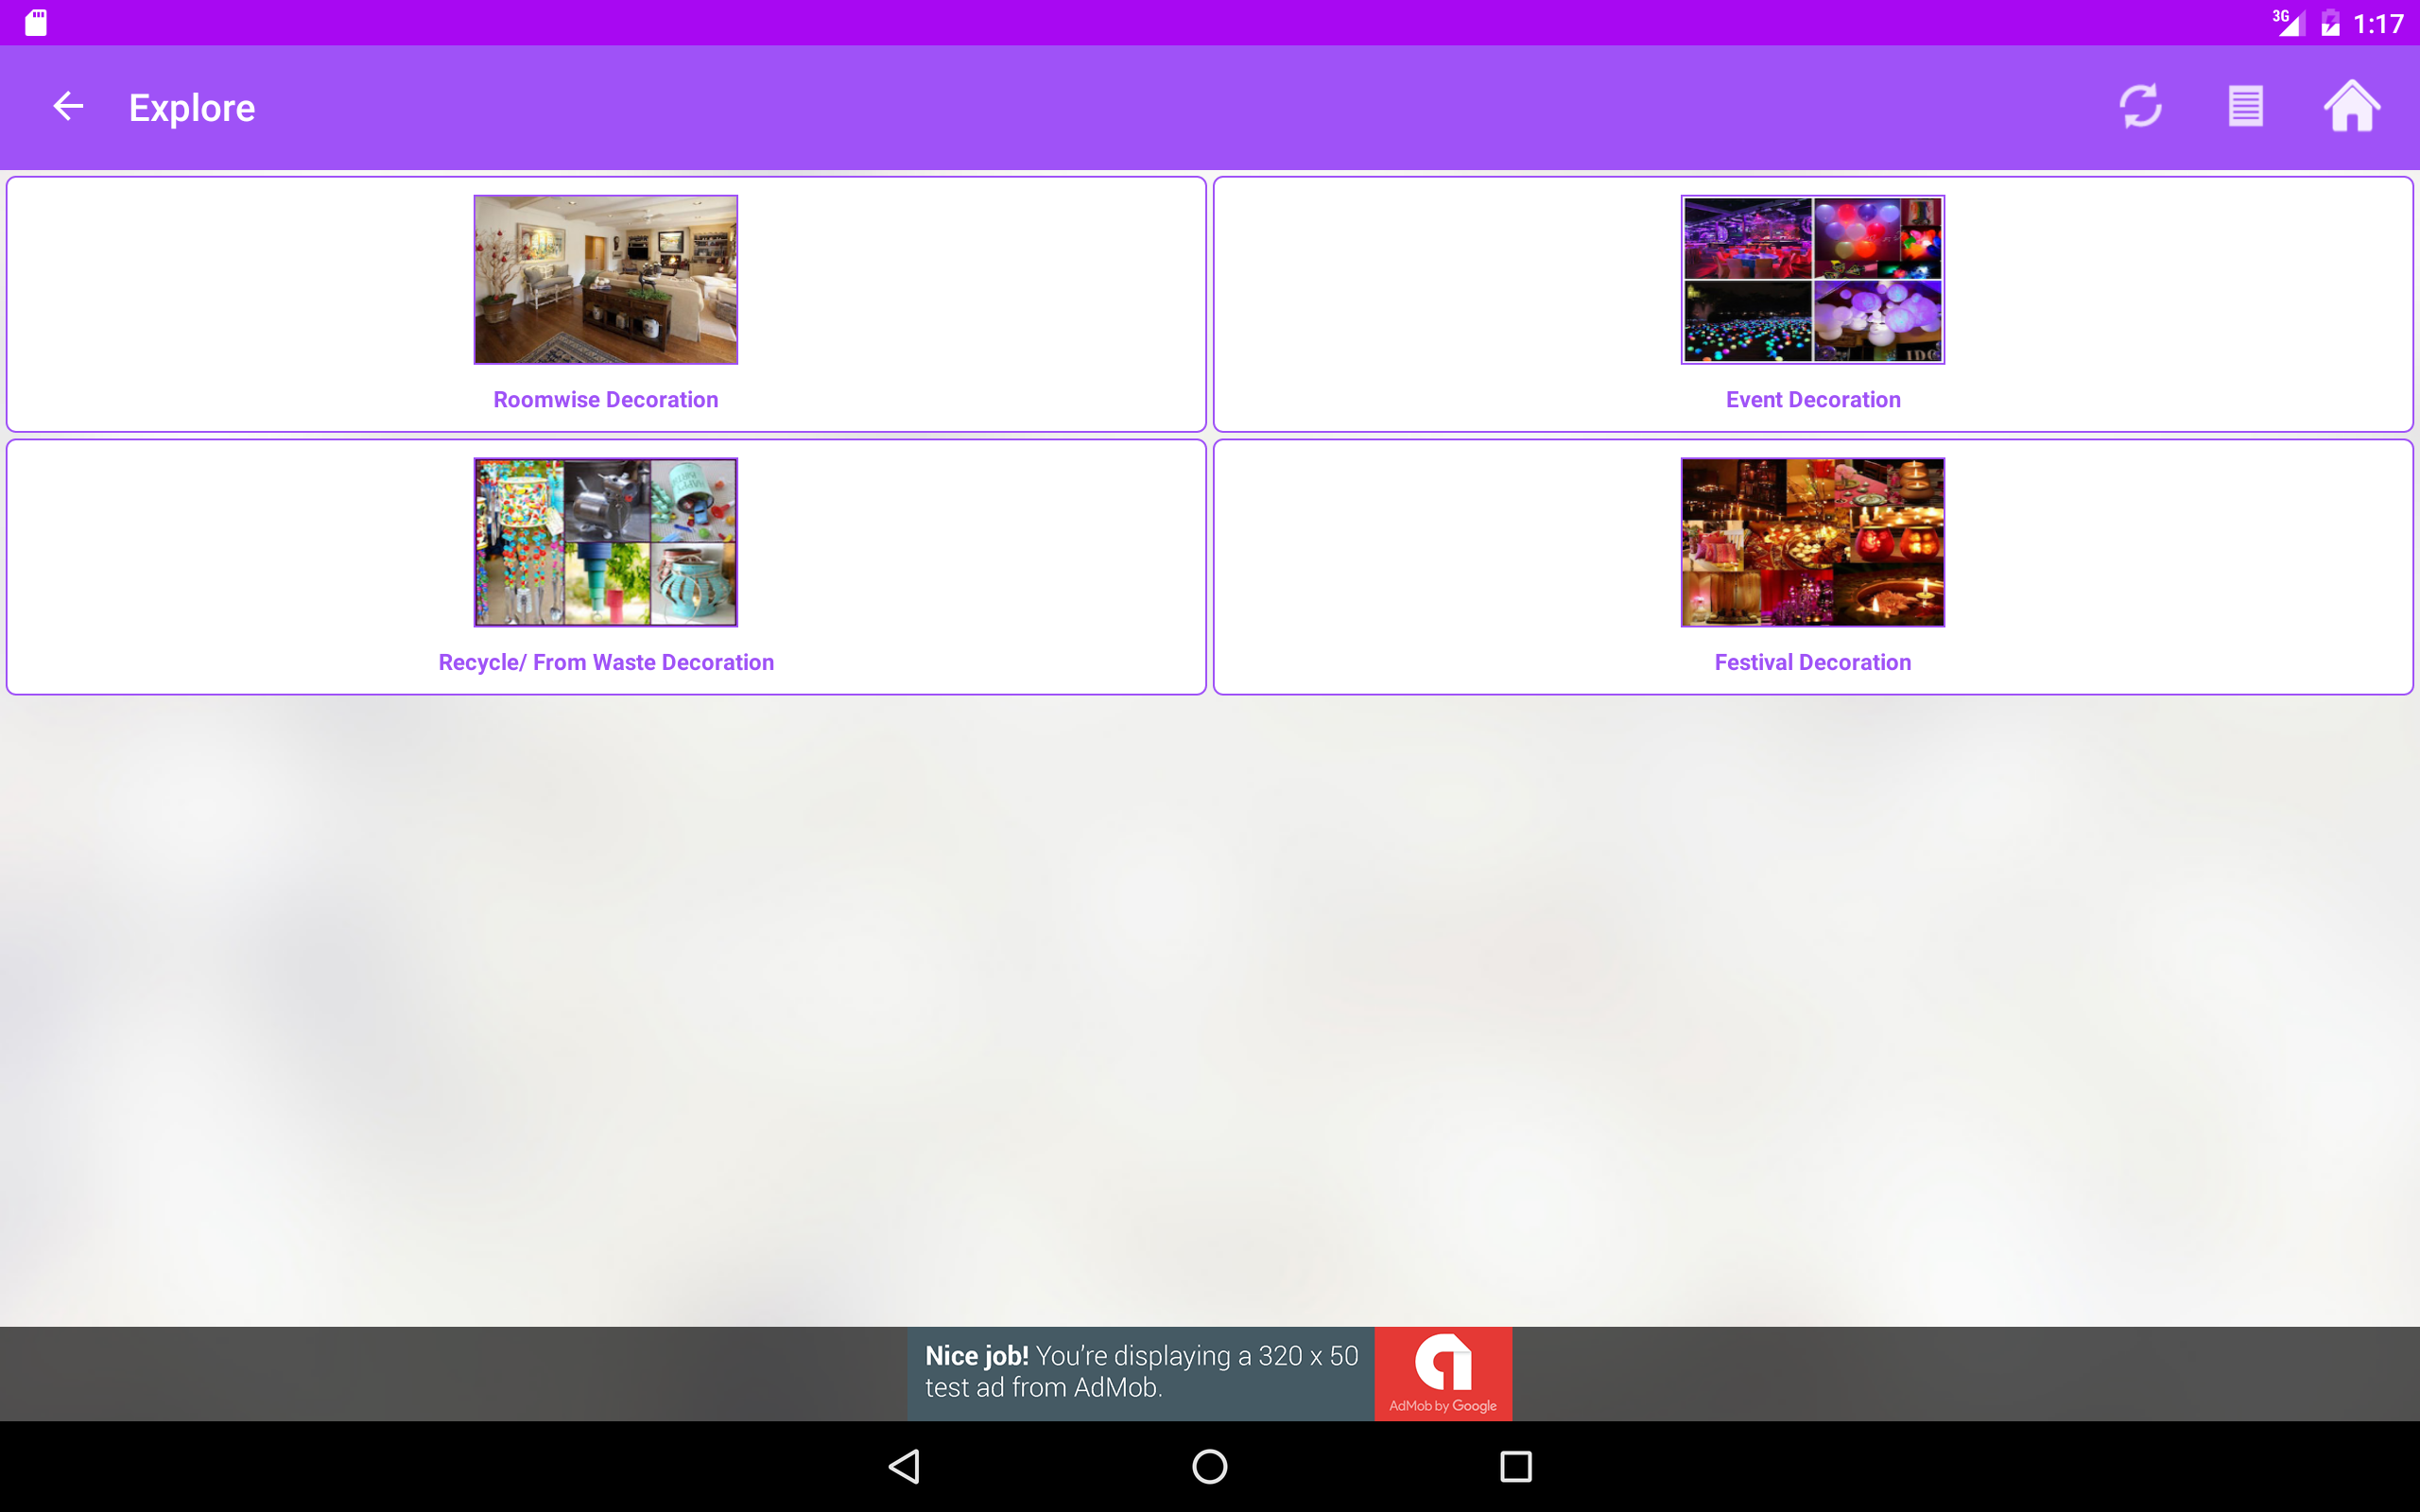 3G 1:17
Explore
Roomwise Decoration
Event Decoration
IDC
Recycle/ From Waste Decoration
Festival Decoration
Nice job! You're displaying a 320 x 50
test ad from AdMob.
AdMob by Google